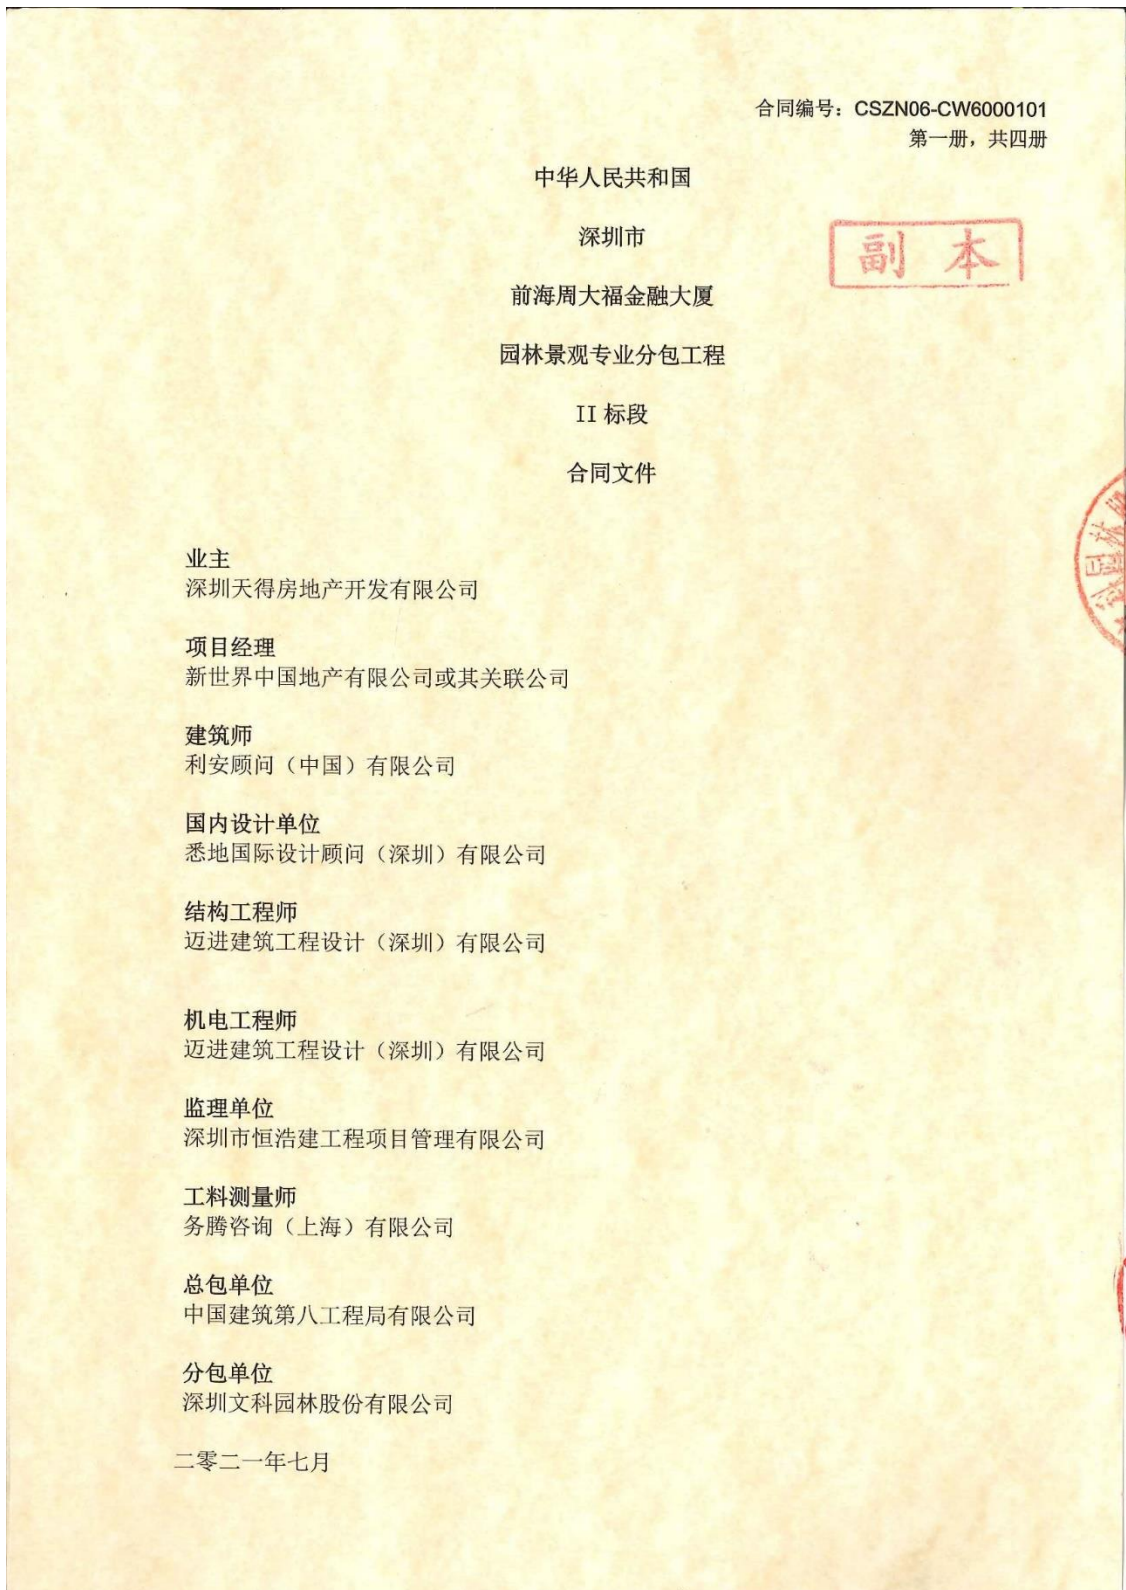 合同编号：CSZN06-CW6000101
第一册，共四册
中华人民共和国
深圳市
副 本
前海周大福金融大厦
园林景观专业分包工程
II 标段
合同文件
业主
深圳天得房地产开发有限公司
项目经理
新世界中国地产有限公司或其关联公司
建筑师
利安顾问（中国）有限公司
国内设计单位
悉地国际设计顾问（深圳）有限公司
结构工程师
迈进建筑工程设计（深圳）有限公司
机电工程师
迈进建筑工程设计（深圳）有限公司
监理单位
深圳市恒浩建工程项目管理有限公司
工料测量师
务腾咨询（上海）有限公司
总包单位
中国建筑第八工程局有限公司
分包单位
深圳文科园林股份有限公司
二零二一年七月